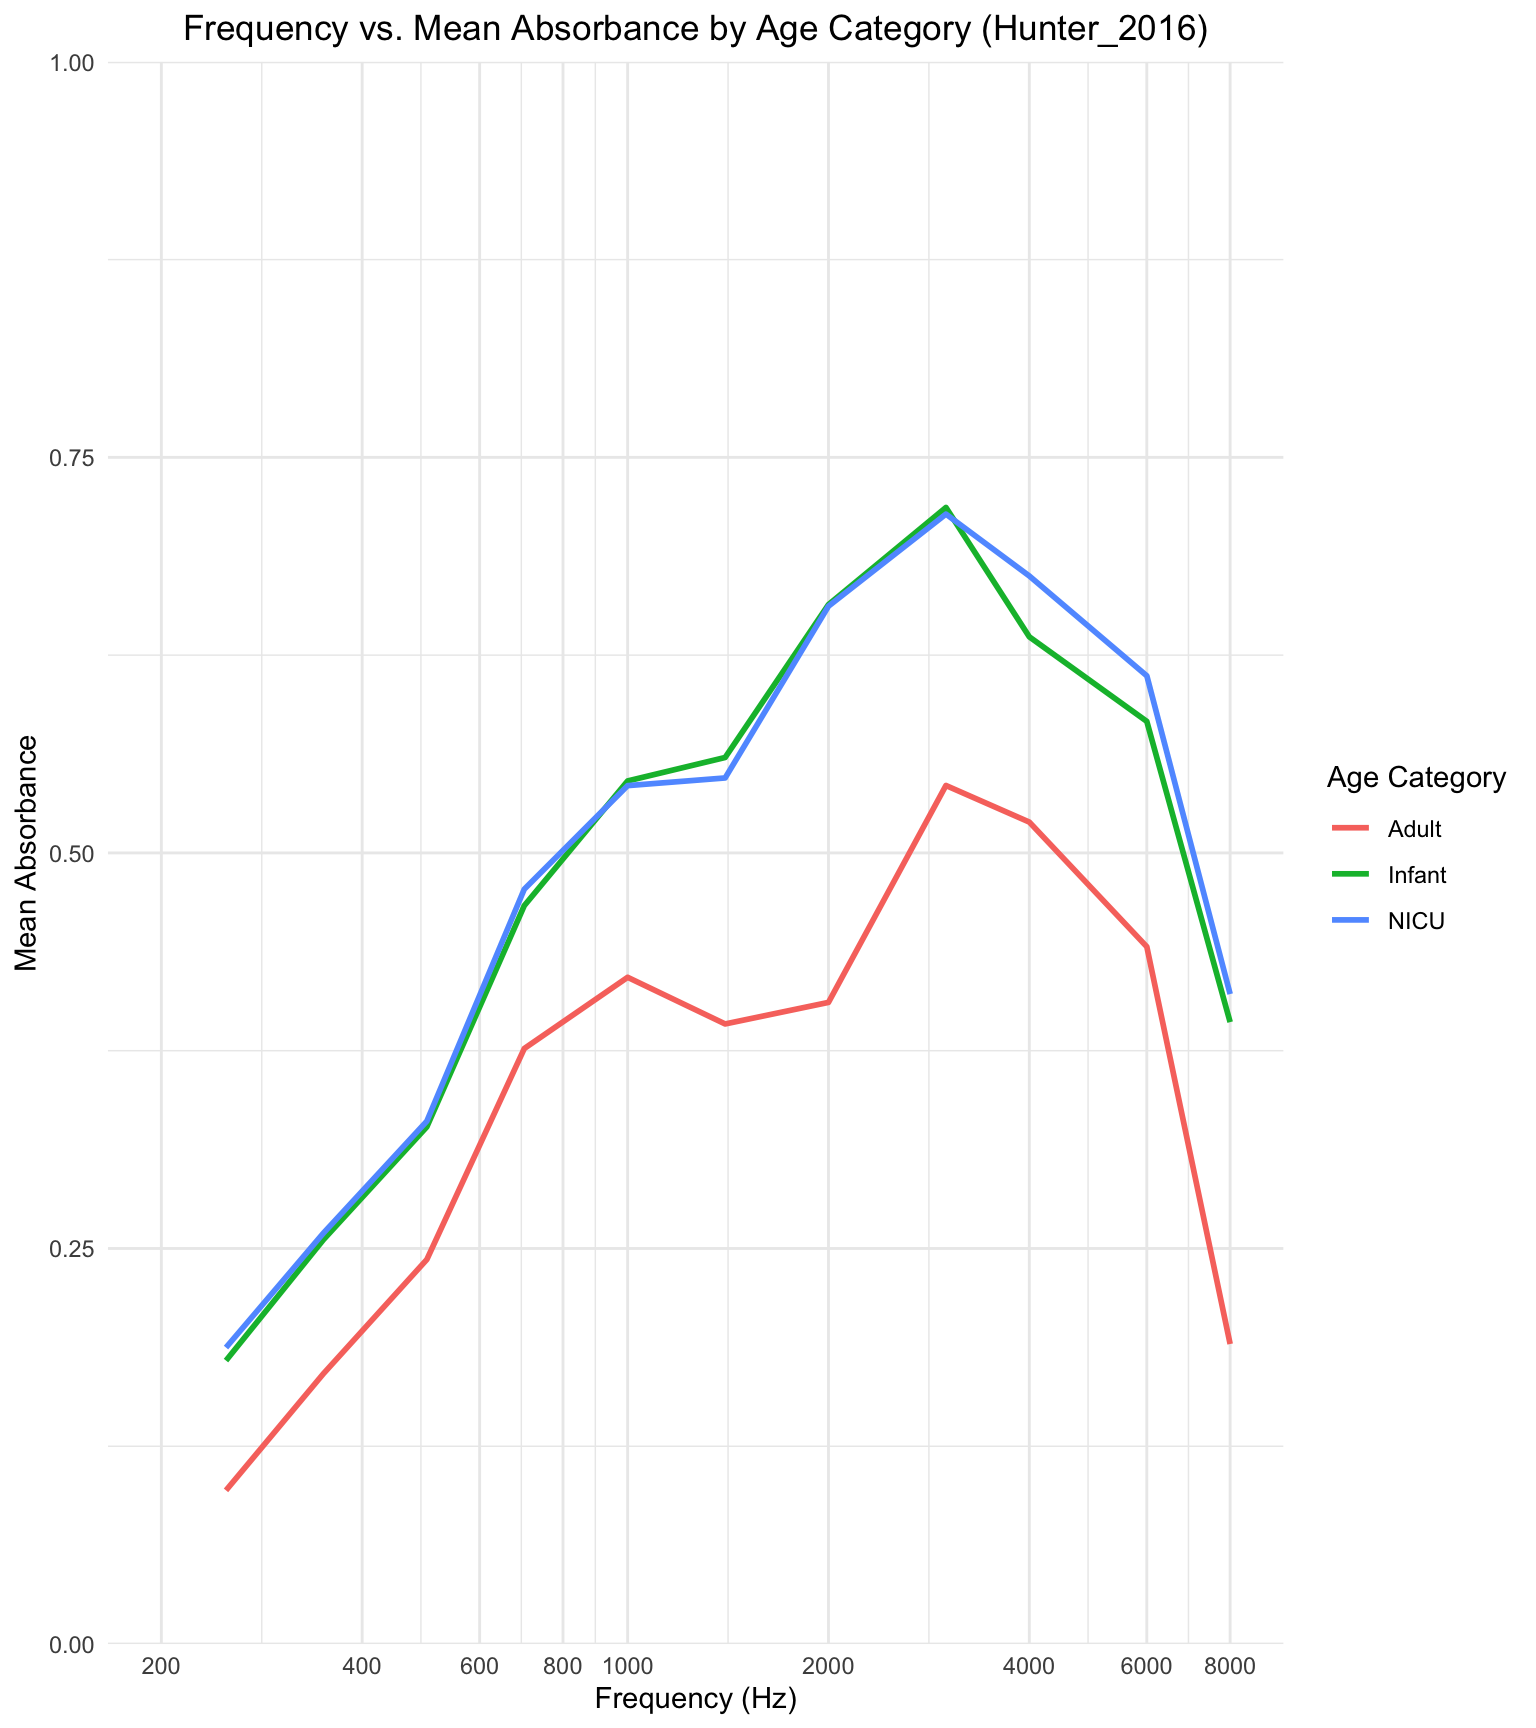 Frequency vs. Mean Absorbance by Age Category (Hunter_2016)
1.00
0.75
0.50
0.25
0.00
Mean Absorbance
200 400 600 800 1000 2000 4000 6000 8000
Frequency (Hz)
Age Category
Adult
Infant
NICU